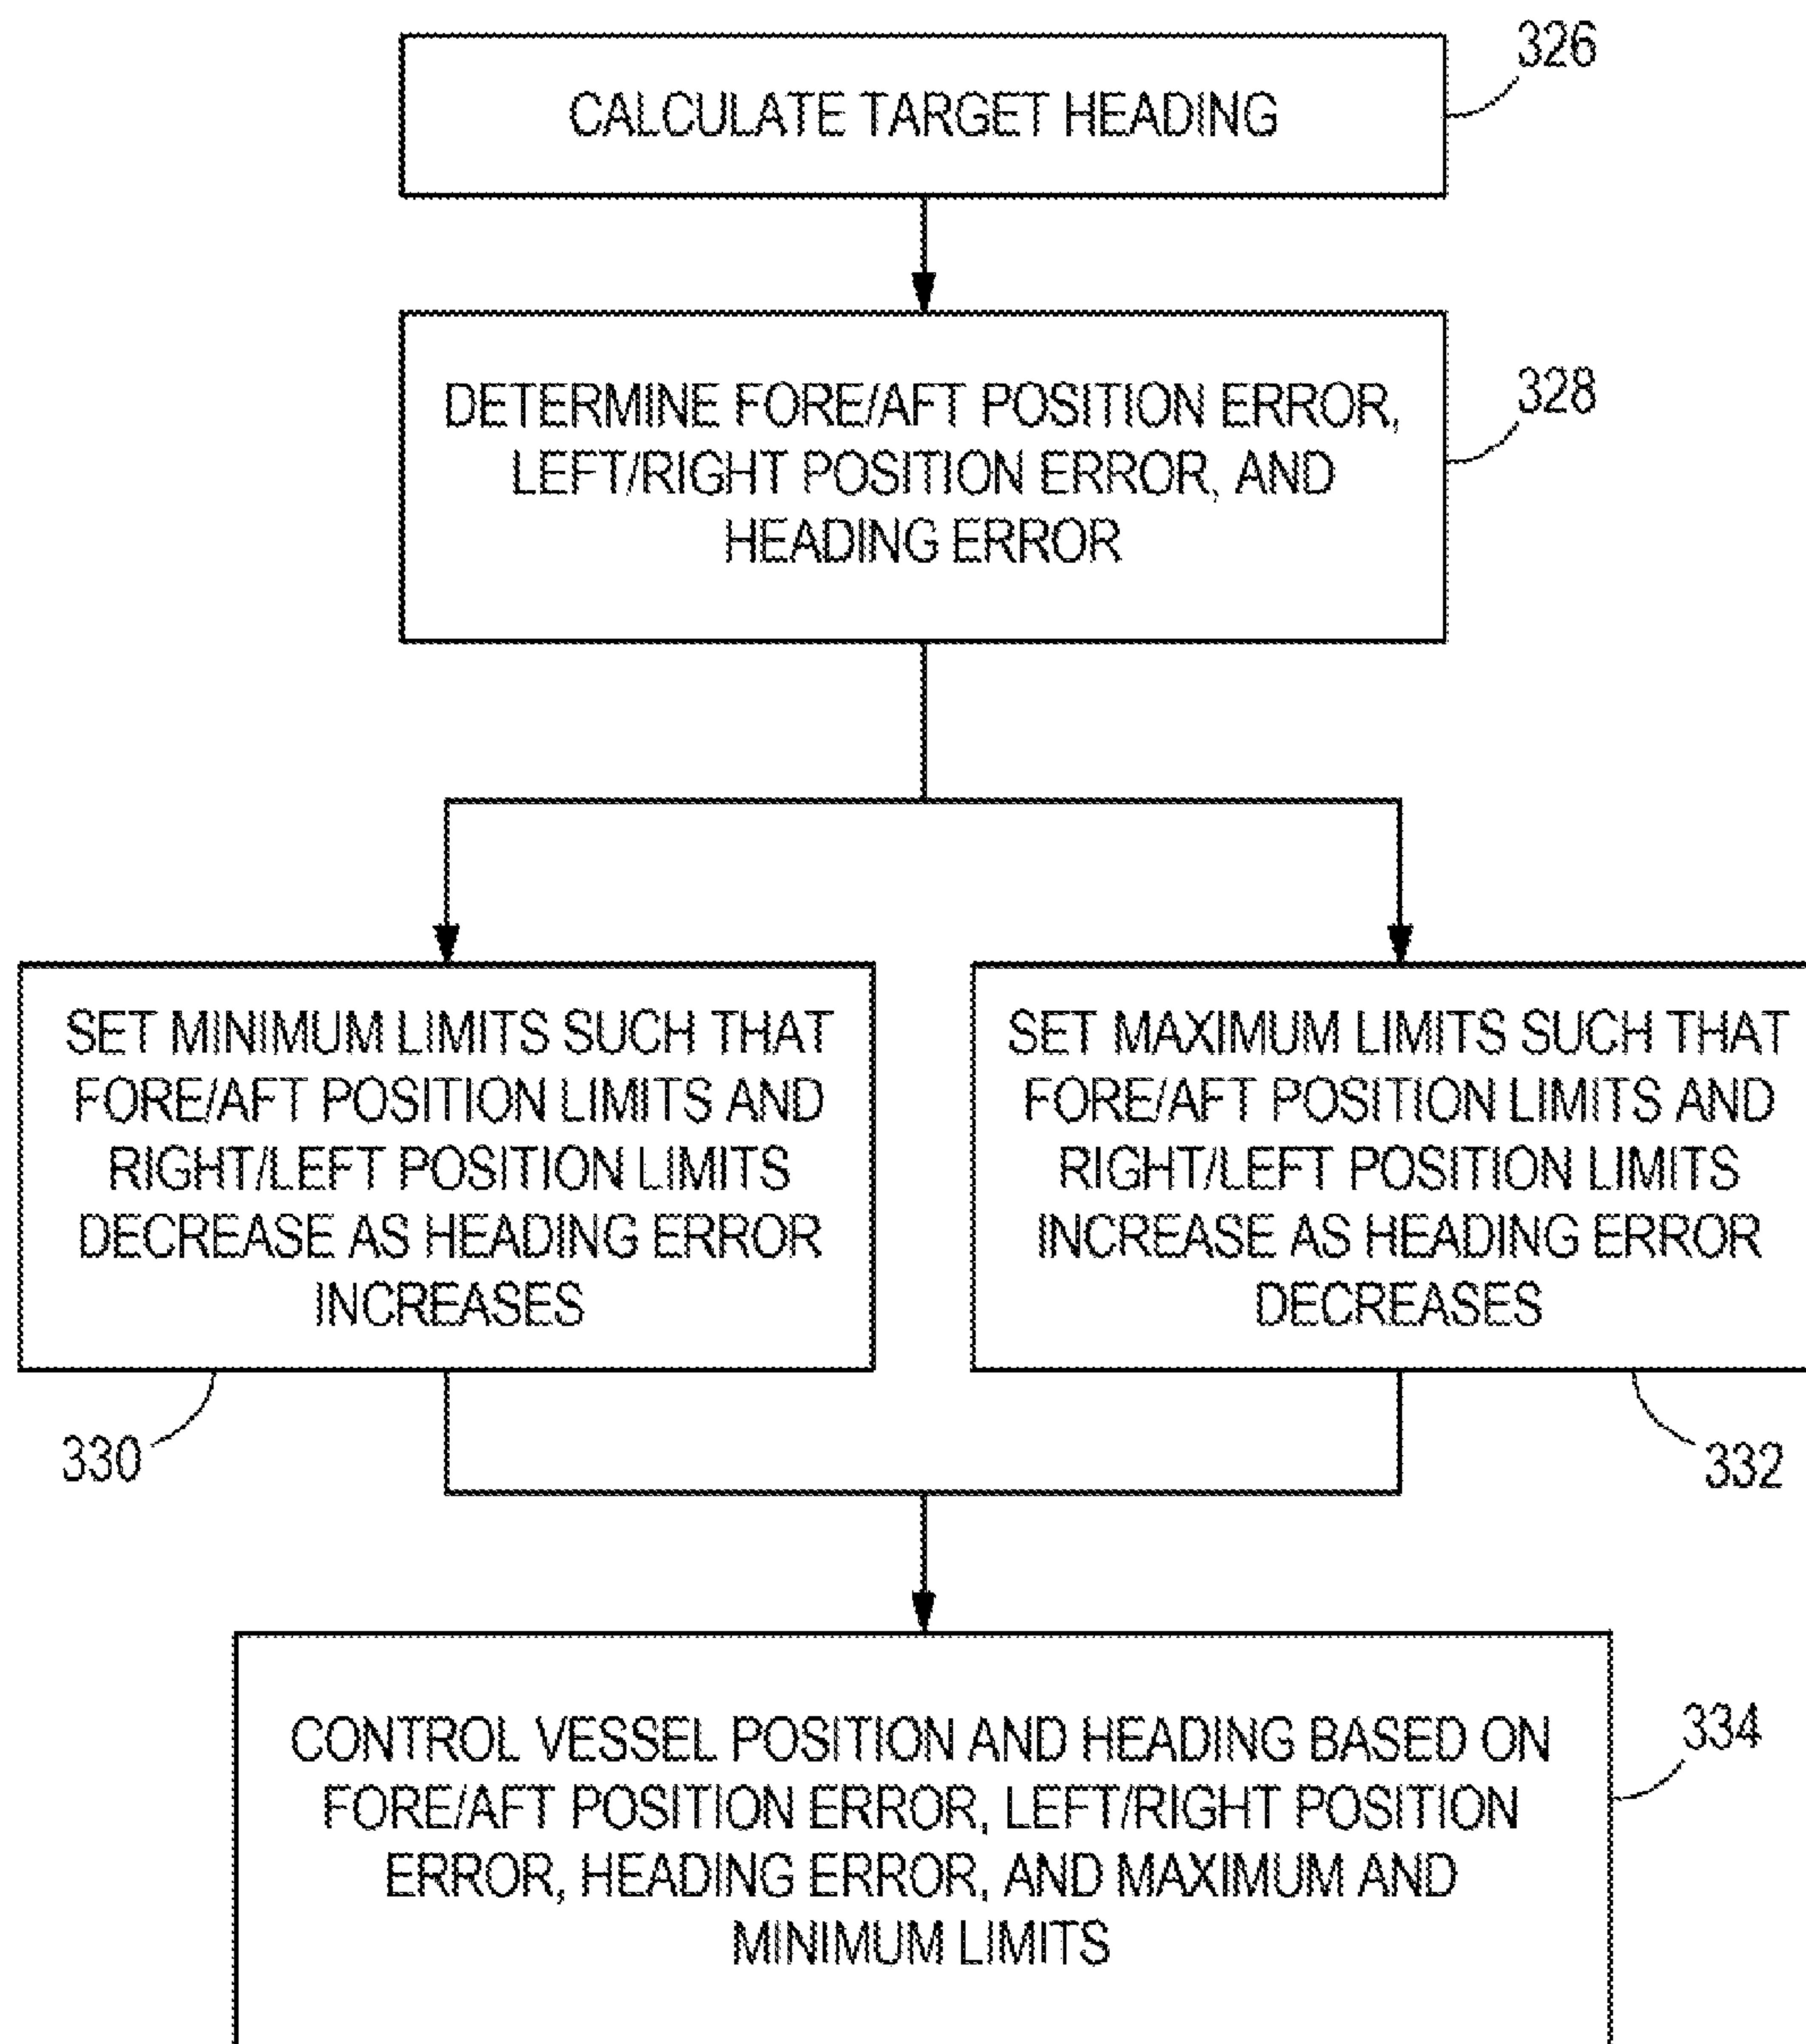 326
CALCULATE TARGET HEADING
328
DETERMINE FORE/AFT POSITION ERROR,
LEFT/RIGHT POSITION ERROR, AND
HEADING ERROR
SET MINIMUM LIMITS SUCH THAT
FORE/AFT POSITION LIMITS AND
RIGHT/LEFT POSITION LIMITS
DECREASE AS HEADING ERROR
INCREASES
330
SET MAXIMUM LIMITS SUCH THAT
FORE/AFT POSITION LIMITS AND
RIGHT/LEFT POSITION LIMITS
INCREASE AS HEADING ERROR
DECREASES
332
334
CONTROL VESSEL POSITION AND HEADING BASED ON
FORE/AFT POSITION ERROR, LEFT/RIGHT POSITION
ERROR, HEADING ERROR, AND MAXIMUM AND
MINIMUM LIMITS